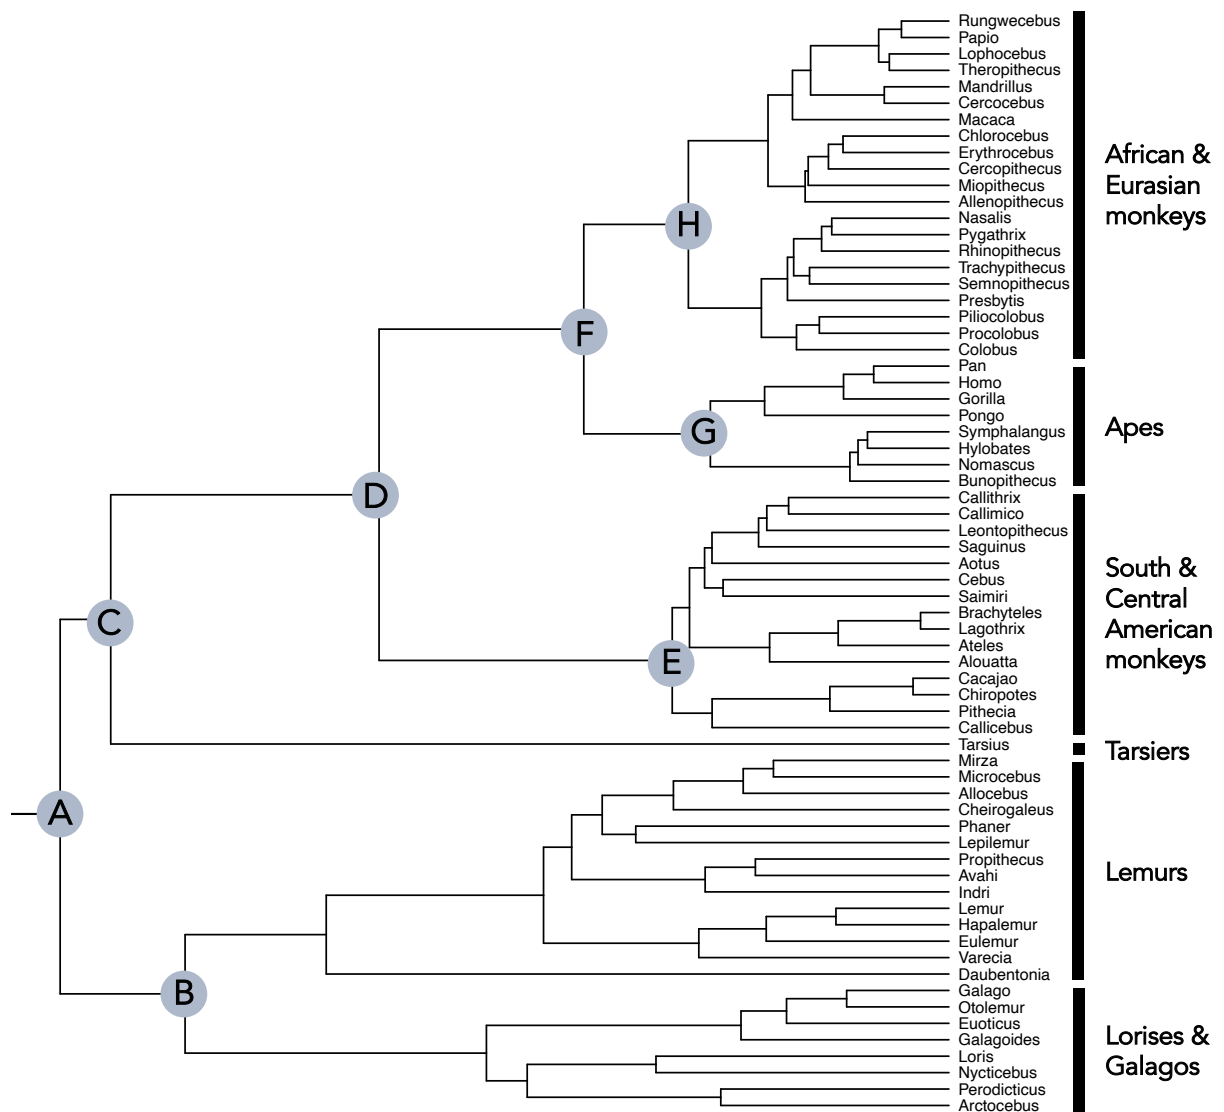 Rungwecebus
Papio
Lophocebus
Theropithecus
Mandrillus
Cercocebus
Macaca
Chlorocebus
Erythrocebus
Cercopithecus
Miopithecus
Allenopithecus
Nasalis
Pygathrix
Rhinopithecus
Trachypithecus
Semnopithecus
Presbytis
Piliocolobus
Procolobus
Colobus
African &
Eurasian
monkeys
H
F
Pan
Homo
Gorilla
Pongo
Symphalangus
Hylobates
Nomascus
Bunopithecus
Apes
G
D
Callithrix
Callimico
Leontopithecus
Saguinus
Aotus
Cebus
Saimiri
Brachyteles
Lagothrix
Ateles
Alouatta
Cacajao
Chiropotes
Pithecia
Callicebus
South &
Central
American
monkeys
C
E
Tarsius
Tarsiers
A
Mirza
Microcebus
Allocebus
Cheirogaleus
Phaner
Lepilemur
Propithecus
Avahi
Indri
Lemur
Hapalemur
Eulemur
Varecia
Daubentonia
Lemurs
B
Galago
Otolemur
Euoticus
Galagoides
Loris
Nycticebus
Perodicticus
Arctocebus
Lorises &
Galagos